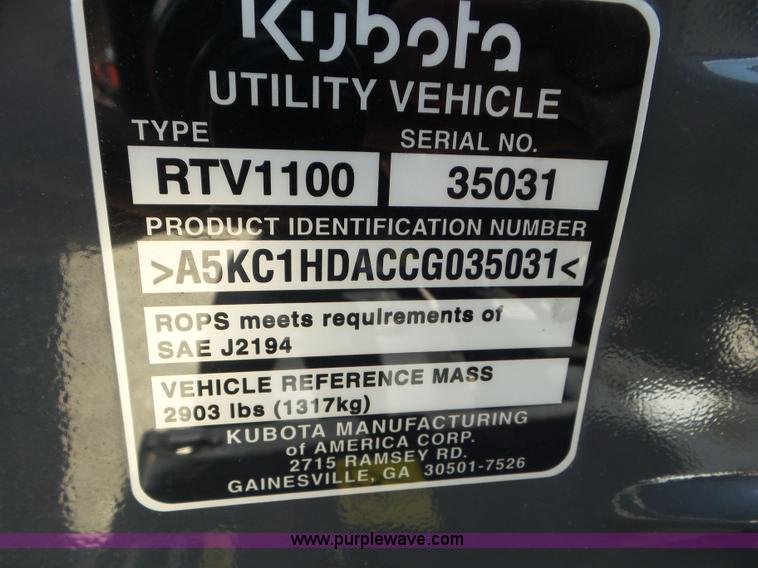 Kubota
UTILITY VEHICLE
TYPE SERIAL NO.
RTV1100 35031
PRODUCT IDENTIFICATION NUMBER
>A5KC1HDACCG035031<
ROPS meets requirements of
SAE J2194
VEHICLE REFERENCE MASS
2903 lbs (1317kg)
KUBOTA MANUFACTURING
of AMERICA CORP.
2715 RAMSEY RD.
GAINESVILLE, GA 30501-7526
www.purplewave.com